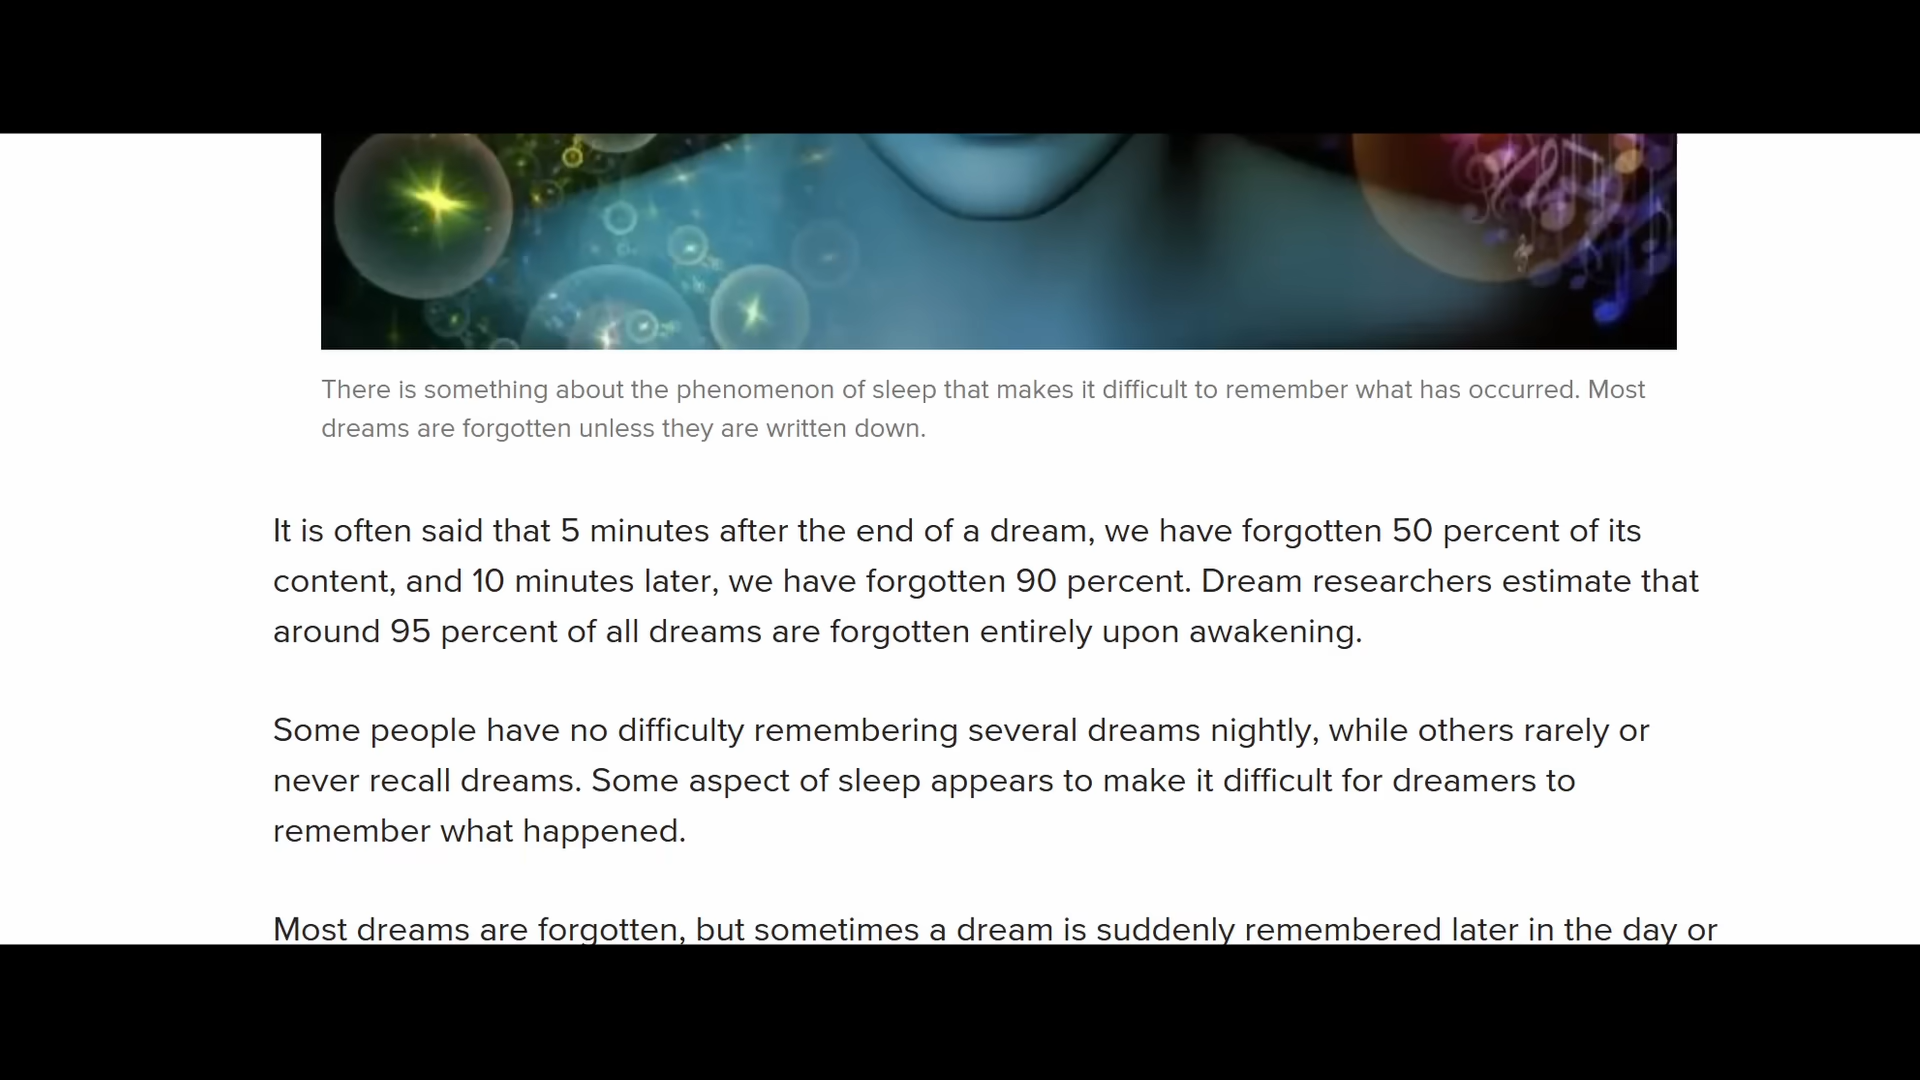 There is something about the phenomenon of sleep that makes it difficult to remember what has occurred. Most
dreams are forgotten unless they are written down.
It is often said that 5 minutes after the end of a dream, we have forgotten 50 percent of its
content, and 10 minutes later, we have forgotten 90 percent. Dream researchers estimate that
around 95 percent of all dreams are forgotten entirely upon awakening.
Some people have no difficulty remembering several dreams nightly, while others rarely or
never recall dreams. Some aspect of sleep appears to make it difficult for dreamers to
remember what happened.
Most dreams are forgotten, but sometimes a dream is suddenly remembered later in the day or